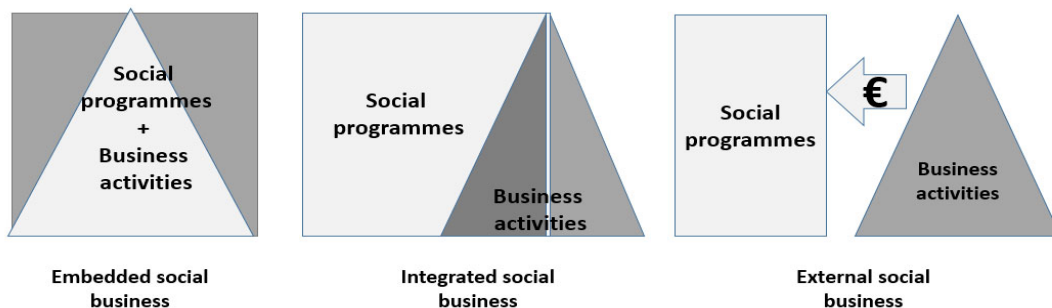 Social
programmes
+
Business
activities
Embedded social
business
Social
programmes
Business
activities
Integrated social
business
Social
programmes
€
Business
activities
External social
business